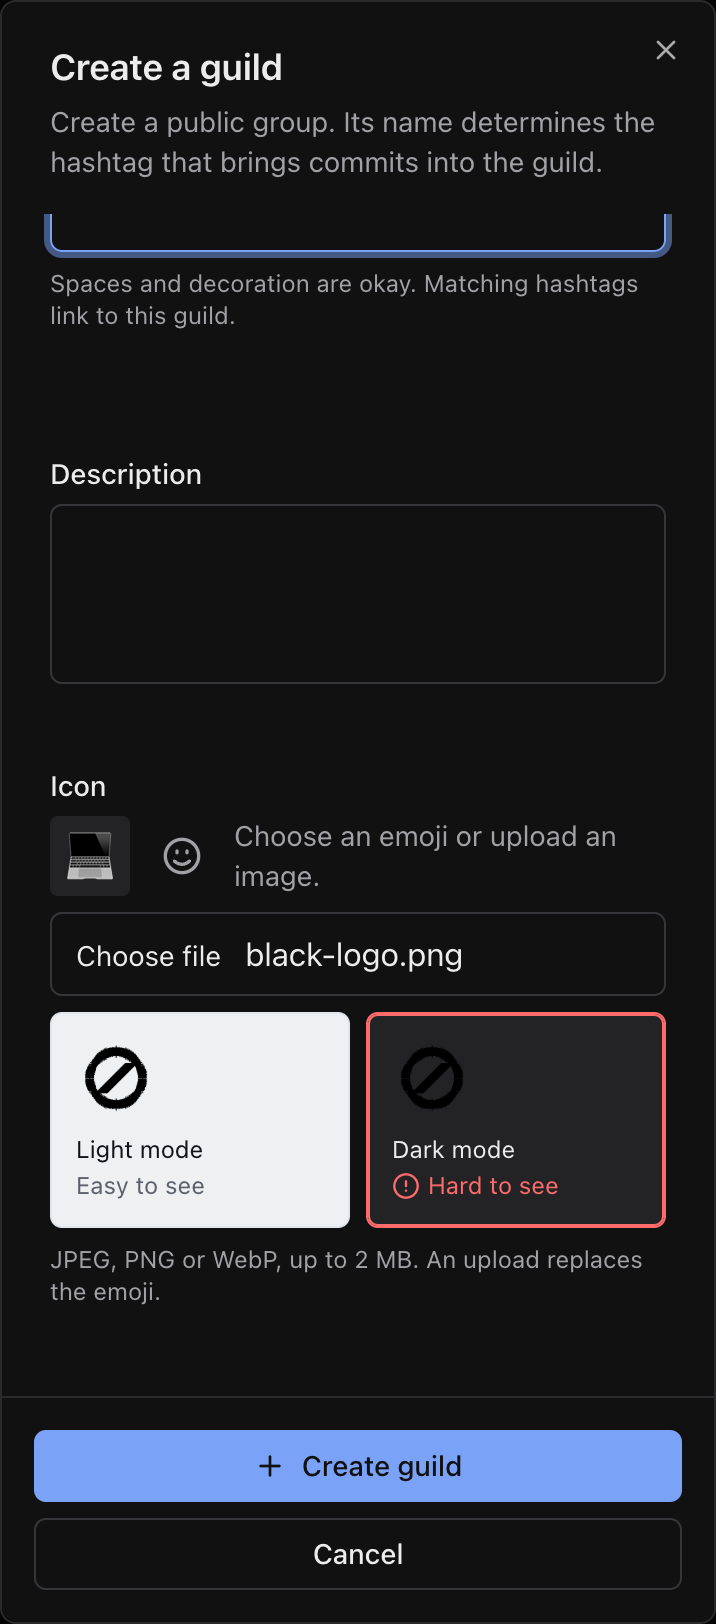 Create a guild
Create a public group. Its name determines the
hashtag that brings commits into the guild.
Spaces and decoration are okay. Matching hashtags
link to this guild.
Description
Icon
Choose an emoji or upload an
image.
Choose file black-logo.png
Light mode
Easy to see
Dark mode
Hard to see
JPEG, PNG or WebP, up to 2 MB. An upload replaces
the emoji.
Create guild
Cancel